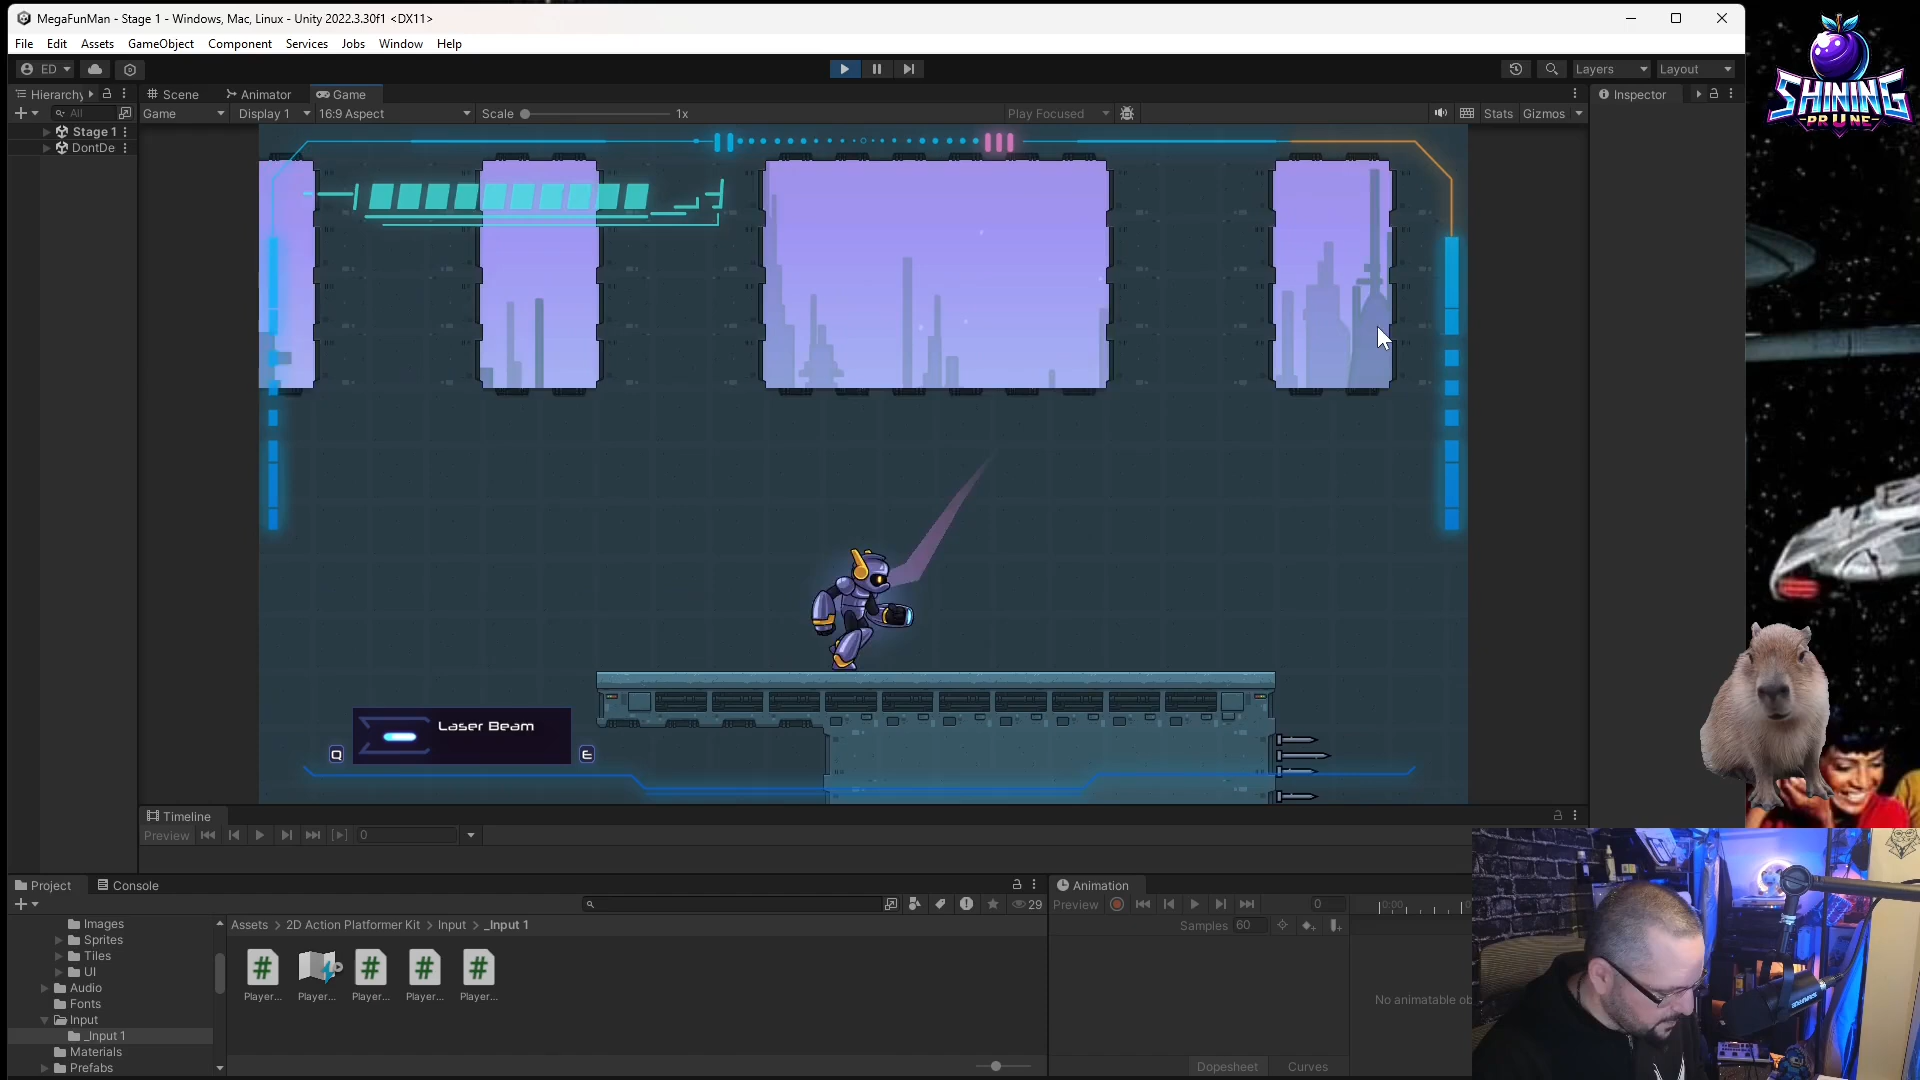 MegaFunMan - Stage 1 - Windows, Mac, Linux - Unity 2022.3.30f1 <DX11>
File Edit Assets GameObject Component Services Jobs Window Help
ED Layers Layout
Hierarchy Scene Animator Game Inspector
All Game Display 1 16:9 Aspect Scale 1x Play Focused Stats Gizmos
Stage 1
DontDe
SHINING
PRUNE
Laser Beam
Q
E
Timeline
Preview 0
Project Console Animation
29 Preview 0 0:00
Images
Assets > 2D Action Platformer Kit > Input > _Input 1
Samples 60
Sprites
Tiles
UI
Audio
Player... Player... Player... Player... Player...
No animatable ob
Fonts
Input
_Input 1
Materials
Prefabs
Dopesheet Curves